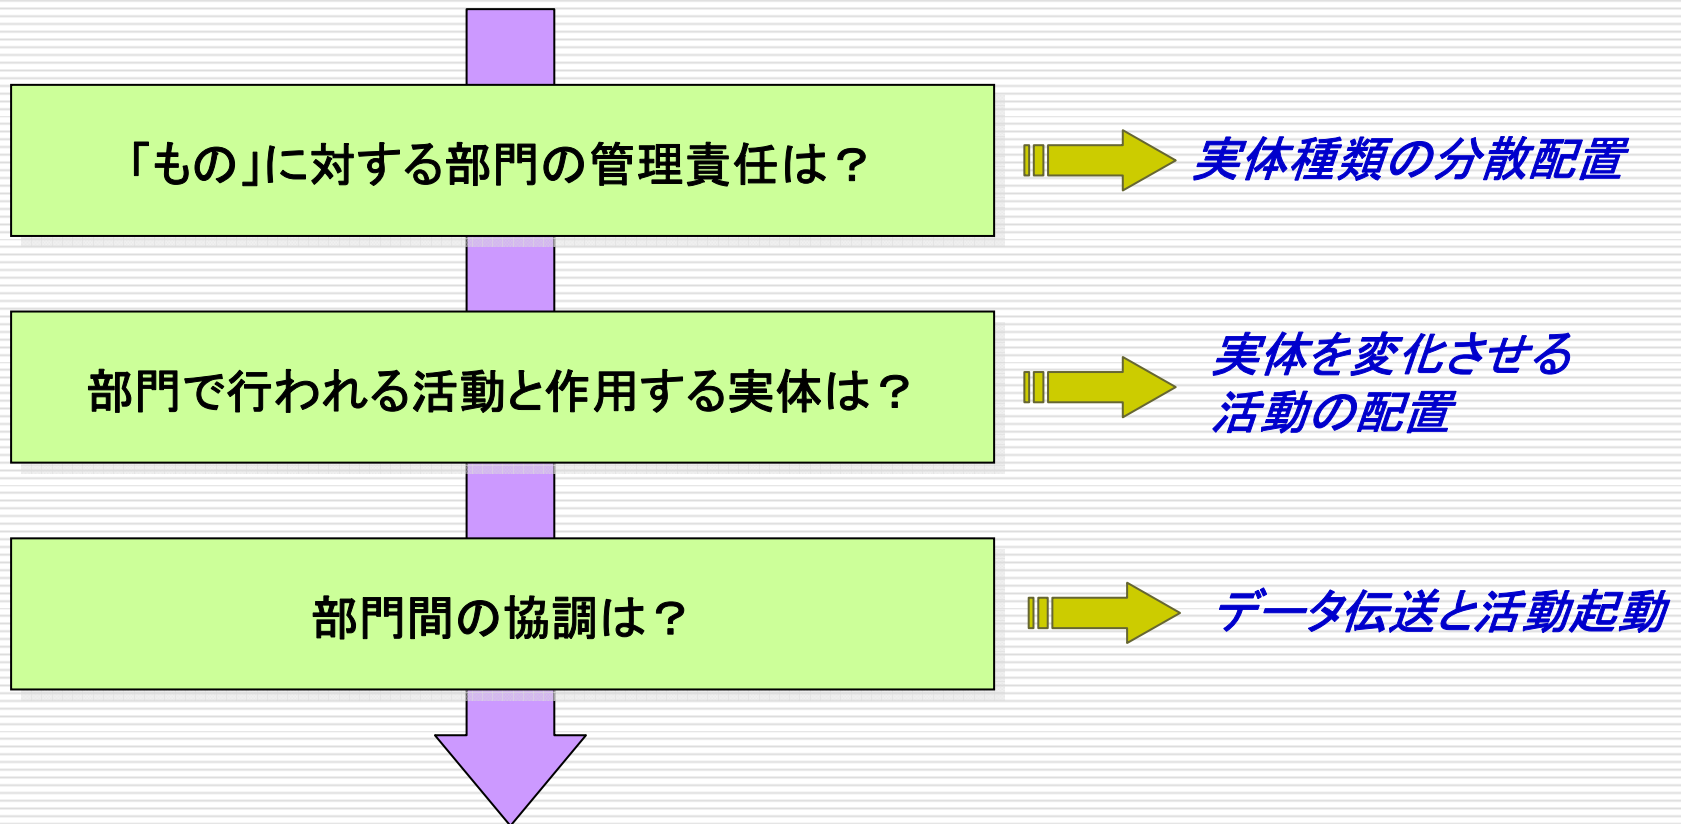 「もの」に対する部門の管理責任は？
実体種類の分散配置
部門で行われる活動と作用する実体は？
実体を変化させる
活動の配置
部門間の協調は？
データ伝送と活動起動